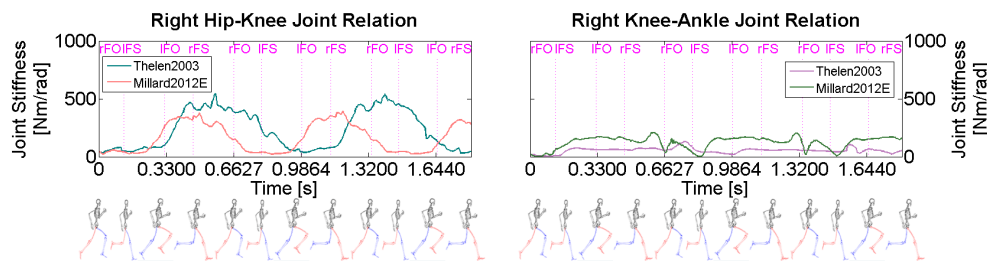 Right Hip-Knee Joint Relation
1000
rFO lFS lFO rFS rFO lFS lFO rFS rFO lFS lFO rFS
Thelen2003
Millard2012E
Joint Stiffness
[Nm/rad]
500
0
0 0.3300 0.6627 0.9864 1.3200 1.6440
Time [s]
Right Knee-Ankle Joint Relation
1000
rFO lFS lFO rFS rFO lFS lFO rFS rFO lFS lFO rFS
Thelen2003
Millard2012E
Joint Stiffness
[Nm/rad]
500
0
0 0.3300 0.6627 0.9864 1.3200 1.6440
Time [s]